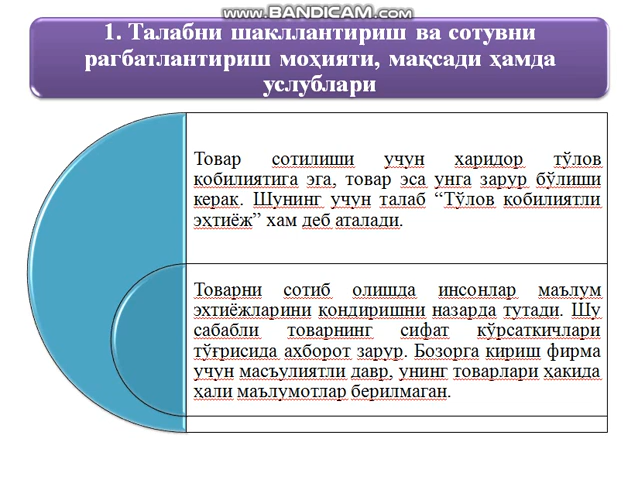 www.BANDICAM.com
1. Талабни шакллантириш ва сотувни
рағбатлантириш моҳияти, мақсади ҳамда
услублари
Товар сотилиши учун харидор тўлов
қобилиятига эга, товар эса унга зарур бўлиши
керак. Шунинг учун талаб “Тўлов қобилиятли
эҳтиёж” хам деб аталади.
Товарни сотиб олишда инсонлар маълум
эхтиёжларини қондиришни назарда тутади. Шу
сабабли товарнинг сифат кўрсаткичлари
тўғрисида ахборот зарур. Бозорга кириш фирма
учун масъулиятли давр, унинг товарлари ҳақида
ҳали маълумотлар берилмаган.